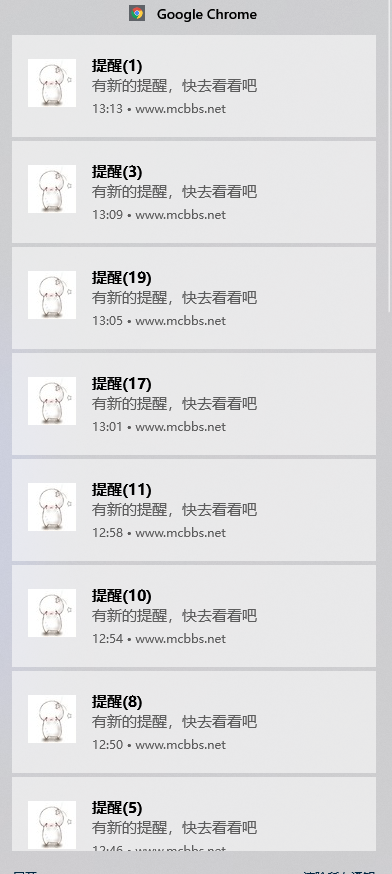 Google Chrome
提醒(1)
有新的提醒，快去看看吧
13:13 • www.mcbbs.net
提醒(3)
有新的提醒，快去看看吧
13:09 • www.mcbbs.net
提醒(19)
有新的提醒，快去看看吧
13:05 • www.mcbbs.net
提醒(17)
有新的提醒，快去看看吧
13:01 • www.mcbbs.net
提醒(11)
有新的提醒，快去看看吧
12:58 • www.mcbbs.net
提醒(10)
有新的提醒，快去看看吧
12:54 • www.mcbbs.net
提醒(8)
有新的提醒，快去看看吧
12:50 • www.mcbbs.net
提醒(5)
有新的提醒，快去看看吧
12:46 • www.mcbbs.net